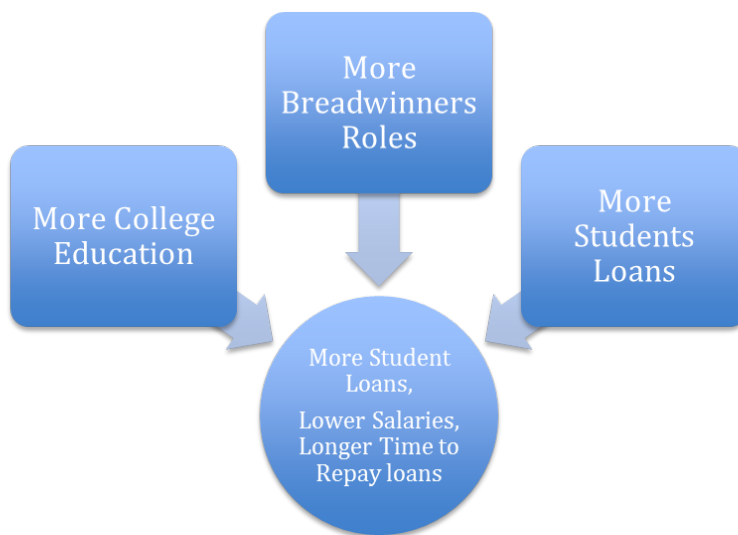 More
Breadwinners
Roles
More College
Education
More
Students
Loans
More Student
Loans,
Lower Salaries,
Longer Time to
Repay loans